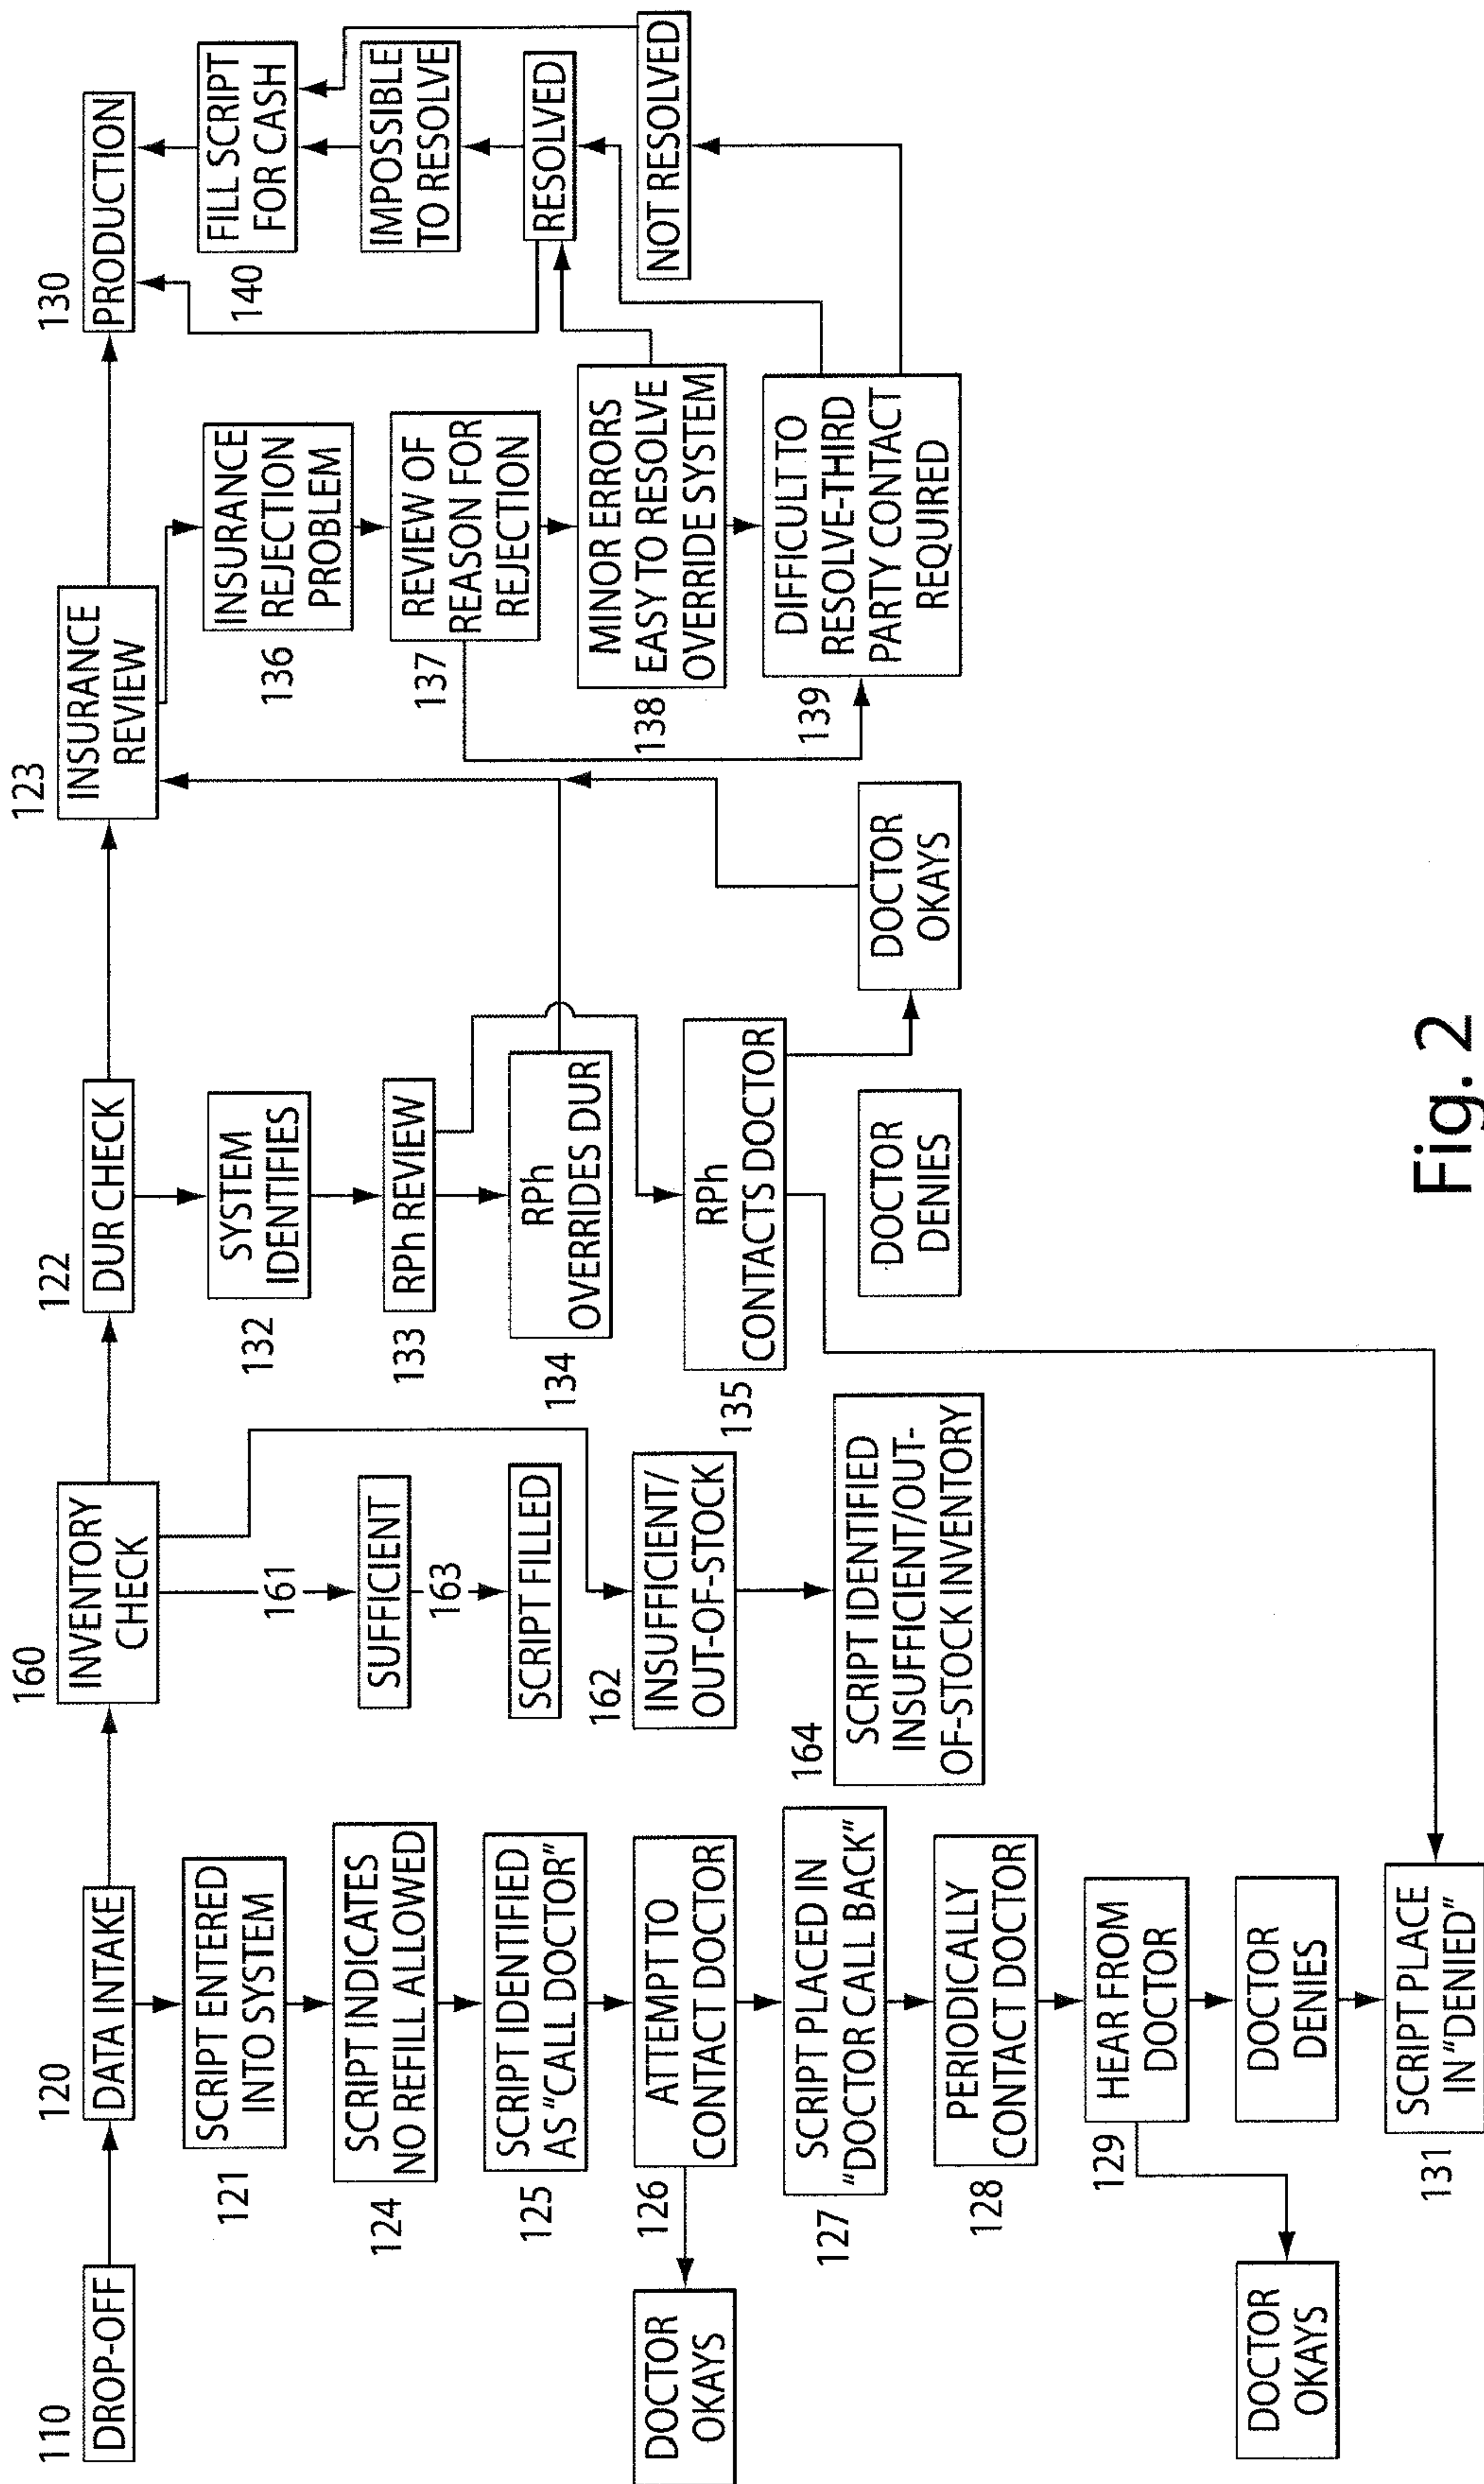 110
DROP-OFF
120
DATA INTAKE
160
INVENTORY
CHECK
122
DUR CHECK
123
INSURANCE
REVIEW
130
PRODUCTION
121
SCRIPT ENTERED
INTO SYSTEM
124
SCRIPT INDICATES
NO REFILL ALLOWED
125
SCRIPT IDENTIFIED
AS "CALL DOCTOR"
126
ATTEMPT TO
CONTACT DOCTOR
DOCTOR
OKAYS
127
SCRIPT PLACED IN
"DOCTOR CALL BACK"
128
PERIODICALLY
CONTACT DOCTOR
129
HEAR FROM
DOCTOR
DOCTOR
OKAYS
DOCTOR
DENIES
131
SCRIPT PLACE
IN "DENIED"
161
SUFFICIENT
163
SCRIPT FILLED
162
INSUFFICIENT/
OUT-OF-STOCK
164
SCRIPT IDENTIFIED
INSUFFICIENT/OUT-
OF-STOCK INVENTORY
132
SYSTEM
IDENTIFIES
133
RPh REVIEW
134
RPh
OVERRIDES DUR
135
RPh
CONTACTS DOCTOR
DOCTOR
DENIES
DOCTOR
OKAYS
136
INSURANCE
REJECTION
PROBLEM
137
REVIEW OF
REASON FOR
REJECTION
138
MINOR ERRORS
EASY TO RESOLVE
OVERRIDE SYSTEM
139
DIFFICULT TO
RESOLVE-THIRD
PARTY CONTACT
REQUIRED
140
FILL SCRIPT
FOR CASH
IMPOSSIBLE
TO RESOLVE
RESOLVED
NOT RESOLVED
Fig. 2